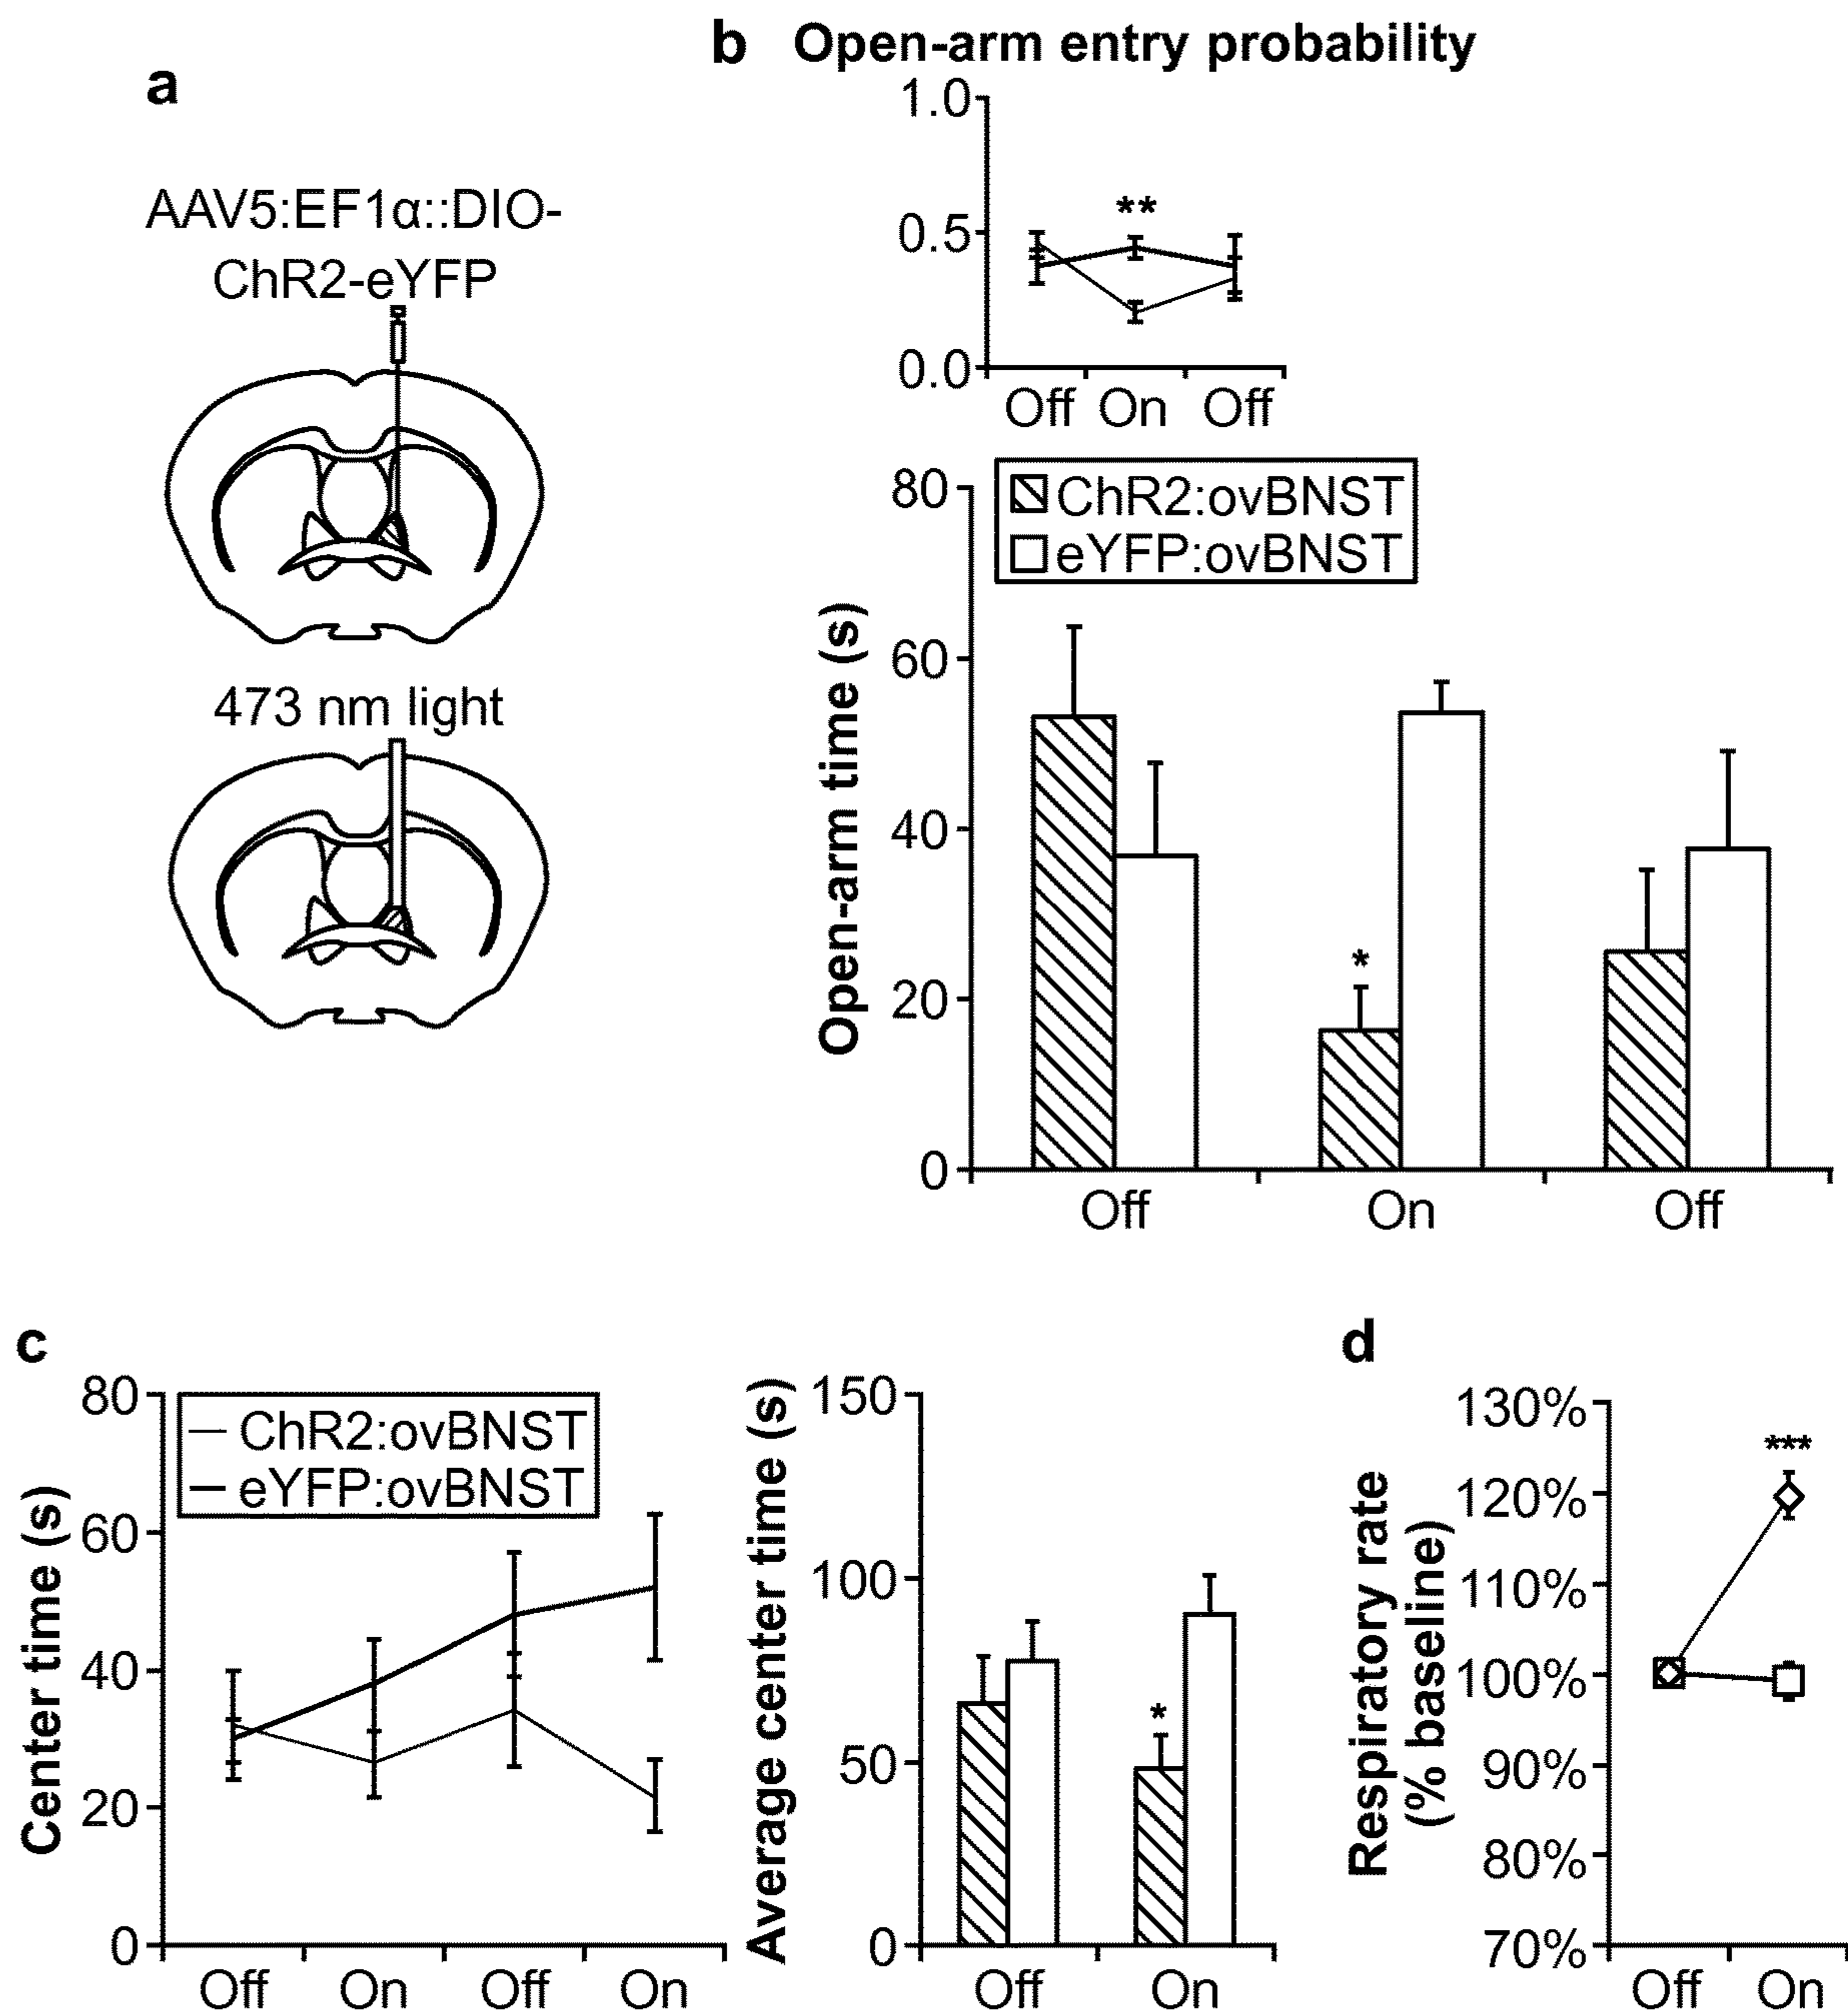 a
AAV5:EF1α::DIO-
ChR2-eYFP
473 nm light
b Open-arm entry probability
1.0
0.5
0.0
**
Off On Off
80
60
40
20
0
Open-arm time (s)
ChR2:ovBNST
eYFP:ovBNST
*
Off On Off
c
80
60
40
20
0
Center time (s)
ChR2:ovBNST
eYFP:ovBNST
Off On Off On
150
100
50
0
Average center time (s)
*
Off On
d
130%
120%
110%
100%
90%
80%
70%
Respiratory rate
(% baseline)
***
Off On